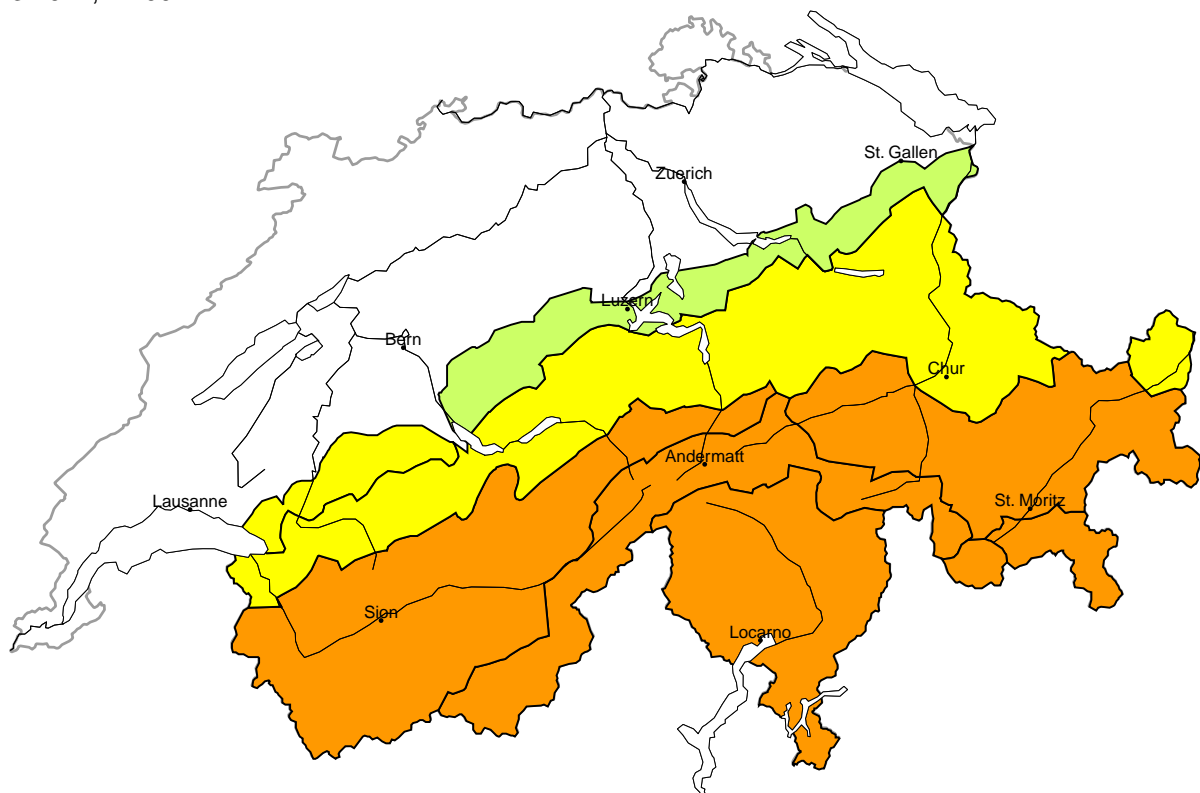 St. Gallen
Zuerich
Luzern
Bern
Chur
Andermatt
Lausanne
St. Moritz
Sion
Locarno